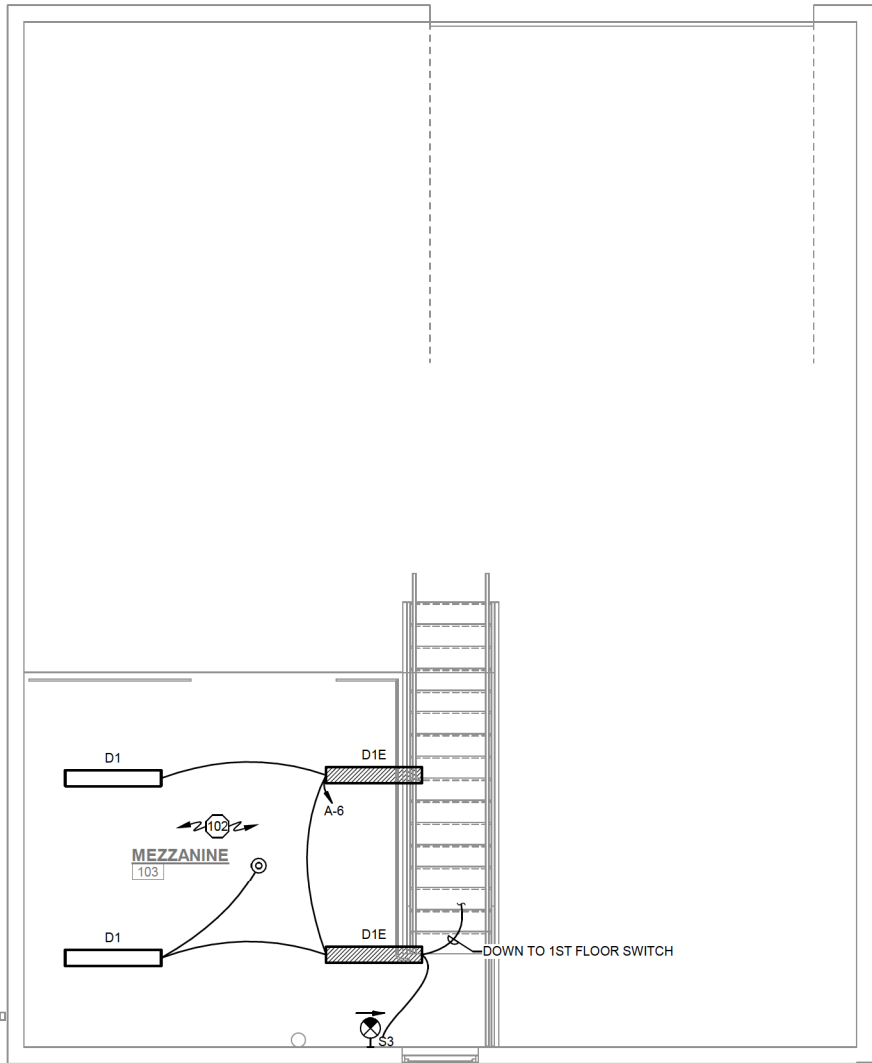 D1
D1E
A-6
102
MEZZANINE
103
D1
D1E
DOWN TO 1ST FLOOR SWITCH
S3